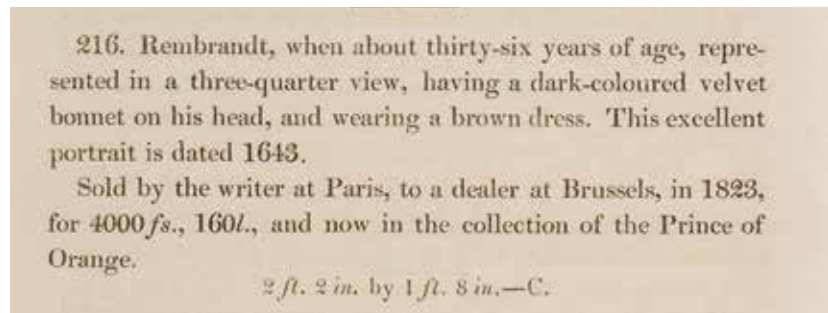 216. Rembrandt, when about thirty-six years of age, repre-
sented in a three-quarter view, having a dark-coloured velvet
bonnet on his head, and wearing a brown dress. This excellent
portrait is dated 1643.
Sold by the writer at Paris, to a dealer at Brussels, in 1823,
for 4000 fs., 160l., and now in the collection of the Prince of
Orange.
2 ft. 2 in. by 1 ft. 8 in.—C.